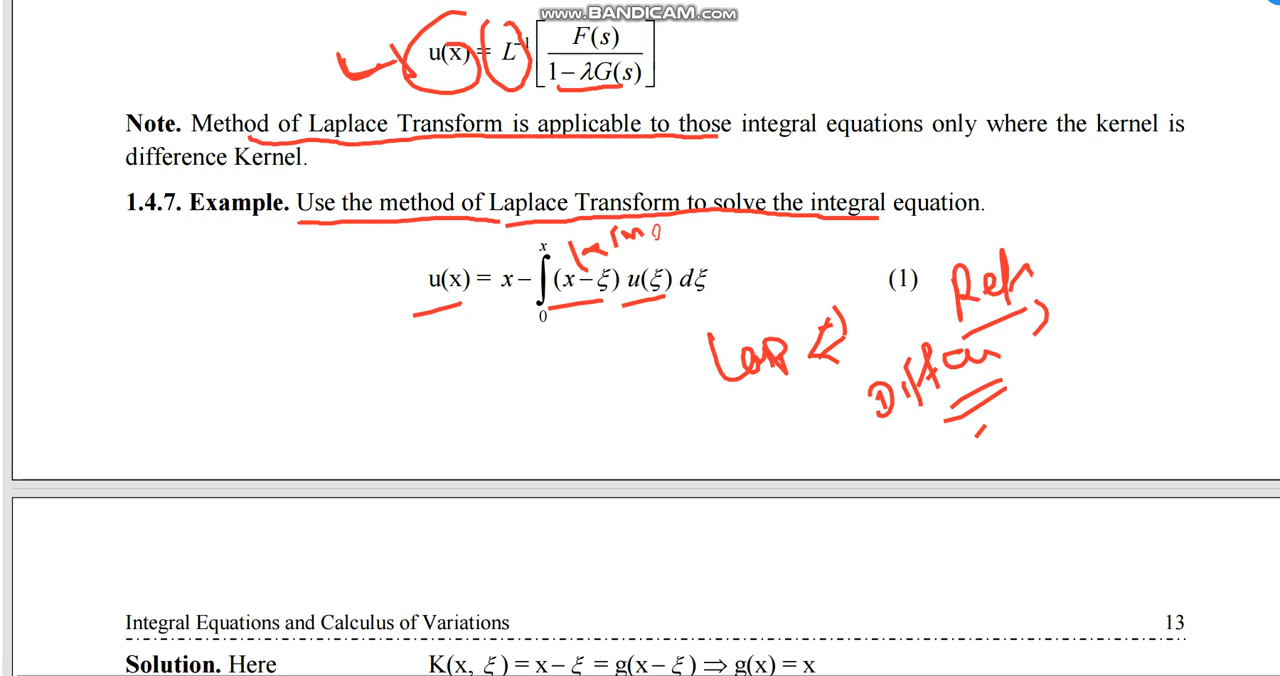 www.BANDICAM.com
u(x) = L⁻¹ [ F(s) / 1 − λG(s) ]
Note. Method of Laplace Transform is applicable to those integral equations only where the kernel is
difference Kernel.
1.4.7. Example. Use the method of Laplace Transform to solve the integral equation.
u(x) = x − ∫₀ˣ (x − ξ) u(ξ) dξ (1)
Integral Equations and Calculus of Variations 13
Solution. Here K(x, ξ) = x − ξ = g(x − ξ) ⇒ g(x) = x